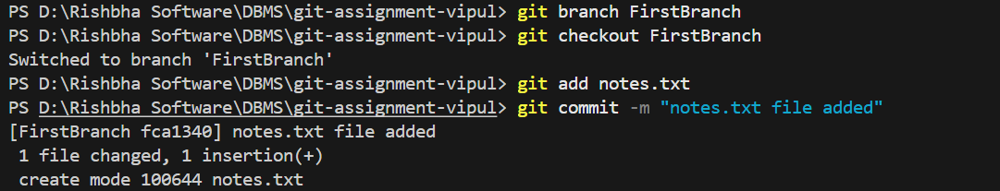 PS D:\Rishbha Software\DBMS\git-assignment-vipul> git branch FirstBranch
PS D:\Rishbha Software\DBMS\git-assignment-vipul> git checkout FirstBranch
Switched to branch 'FirstBranch'
PS D:\Rishbha Software\DBMS\git-assignment-vipul> git add notes.txt
PS D:\Rishbha Software\DBMS\git-assignment-vipul> git commit -m "notes.txt file added"
[FirstBranch fca1340] notes.txt file added
 1 file changed, 1 insertion(+)
 create mode 100644 notes.txt